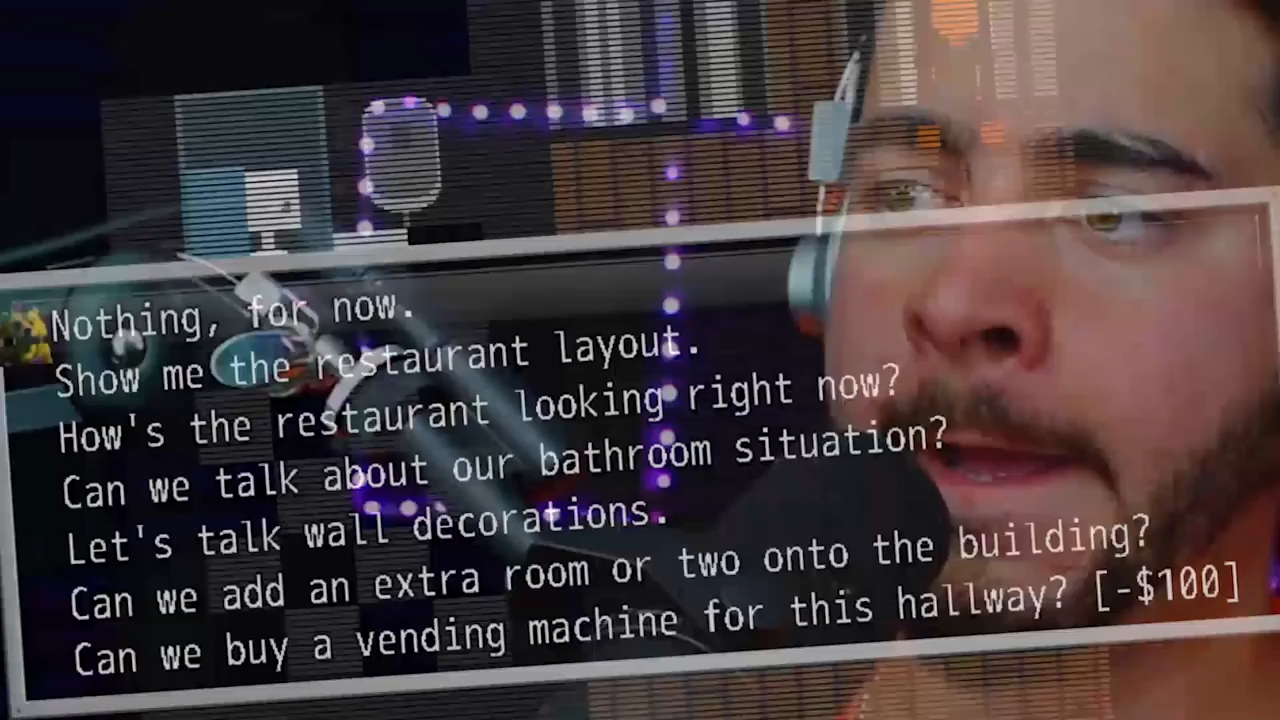 Nothing, for now.
Show me the restaurant layout.
How's the restaurant looking right now?
Can we talk about our bathroom situation?
Let's talk wall decorations.
Can we add an extra room or two onto the building?
Can we buy a vending machine for this hallway? [-$100]